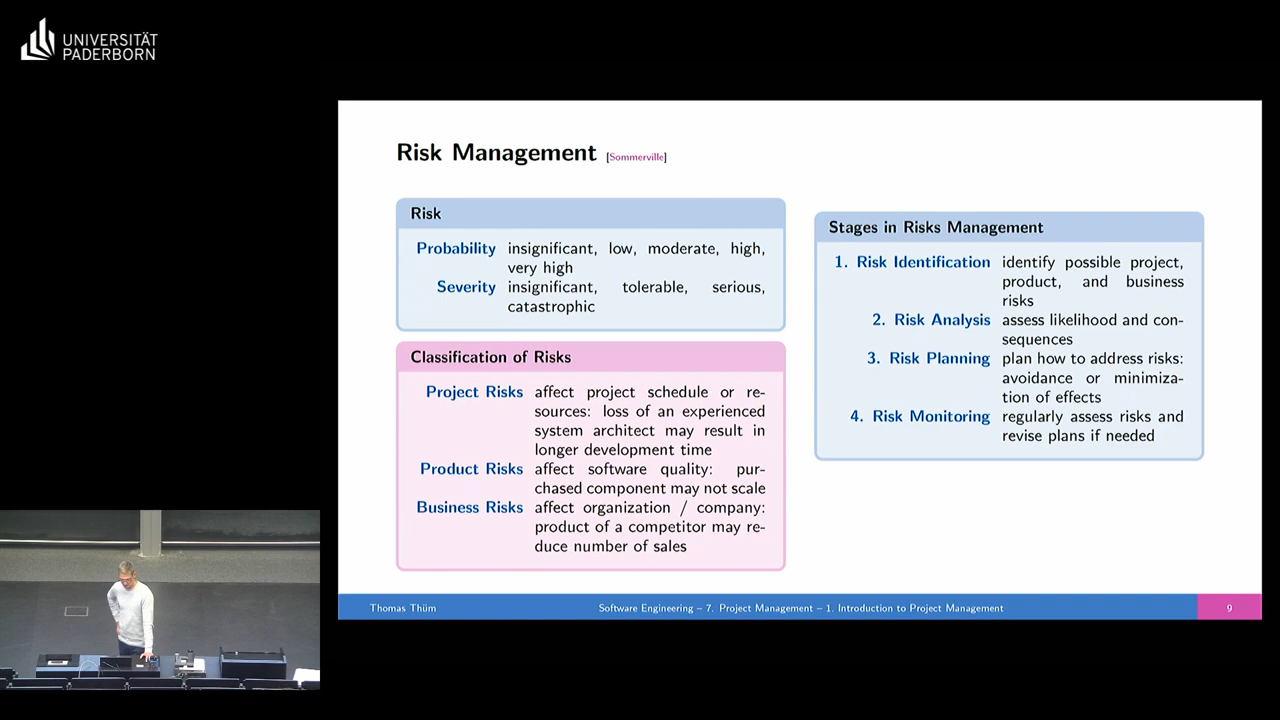 UNIVERSITÄT
PADERBORN
Risk Management [Sommerville]
Risk
Probability insignificant, low, moderate, high,
very high
Severity insignificant, tolerable, serious,
catastrophic
Classification of Risks
Project Risks affect project schedule or re-
sources: loss of an experienced
system architect may result in
longer development time
Product Risks affect software quality: pur-
chased component may not scale
Business Risks affect organization / company:
product of a competitor may re-
duce number of sales
Stages in Risks Management
1. Risk Identification identify possible project,
product, and business
risks
2. Risk Analysis assess likelihood and con-
sequences
3. Risk Planning plan how to address risks:
avoidance or minimiza-
tion of effects
4. Risk Monitoring regularly assess risks and
revise plans if needed
Thomas Thüm Software Engineering – 7. Project Management – 1. Introduction to Project Management 9